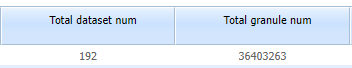 Total dataset num Total granule num
192 36403263